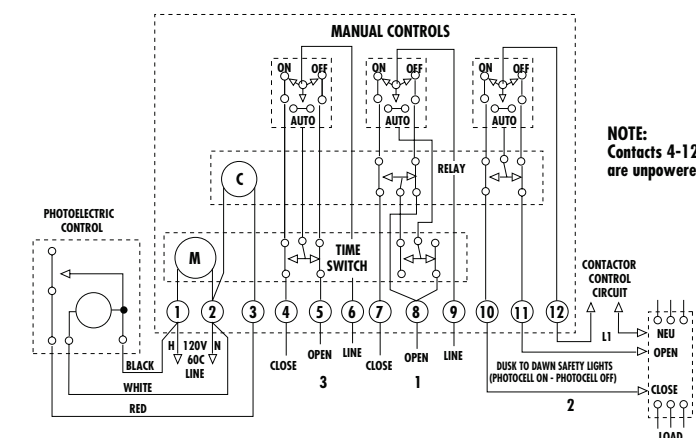 MANUAL CONTROLS
ON OFF ON OFF ON OFF
AUTO AUTO AUTO
NOTE:
Contacts 4-12
are unpowere
C
RELAY
PHOTOELECTRIC
CONTROL
M
TIME
SWITCH
CONTACTOR
CONTROL
CIRCUIT
1 2 3 4 5 6 7 8 9 10 11 12
H 120V N
60C
LINE
BLACK
WHITE
RED
CLOSE OPEN LINE CLOSE OPEN LINE
3 1
DUSK TO DAWN SAFETY LIGHTS
(PHOTOCELL ON - PHOTOCELL OFF)
2
L1
NEU
OPEN
CLOSE
LOAD